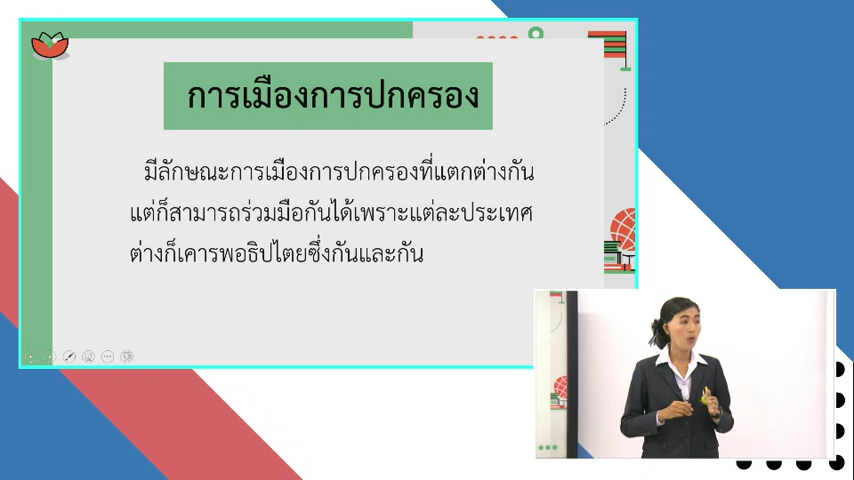 การเมืองการปกครอง
มีลักษณะการเมืองการปกครองที่แตกต่างกัน
แต่ก็สามารถร่วมมือกันได้เพราะแต่ละประเทศ
ต่างก็เคารพอธิปไตยซึ่งกันและกัน